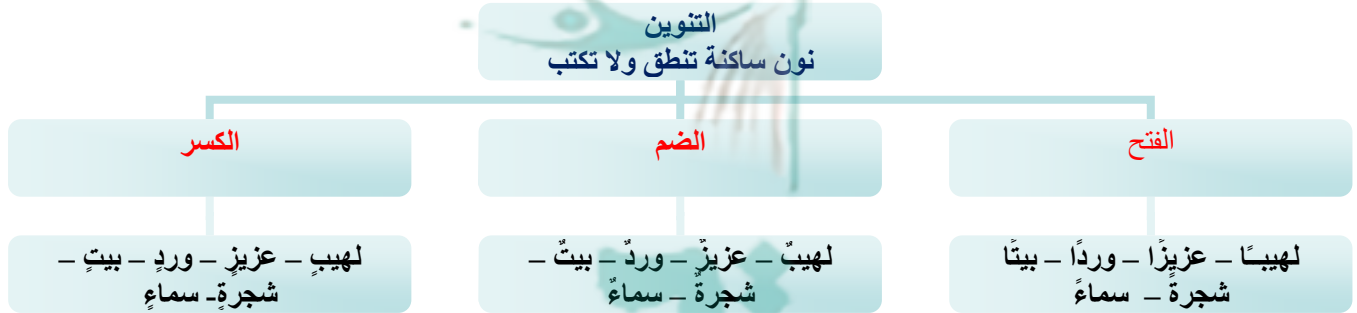 التنوين
نون ساكنة تنطق ولا تكتب
الفتح
الضم
الكسر
لهيبــًا – عزيزًا – وردًا – بيتًا
شجرةً – سماءً
لهيبٌ – عزيزٌ – وردٌ – بيتٌ –
شجرةٌ – سماءٌ
لهيبٍ – عزيزٍ – وردٍ – بيتٍ –
شجرةٍـ سماءٍ